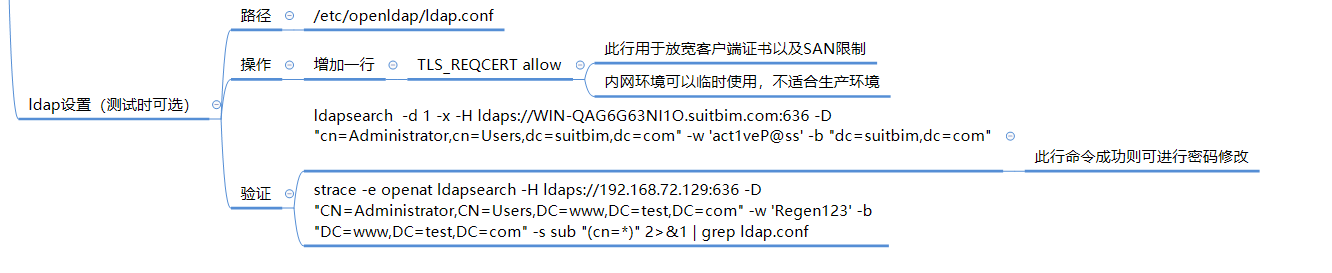 ldap设置（测试时可选）
路径
/etc/openldap/ldap.conf
操作
增加一行
TLS_REQCERT allow
此行用于放宽客户端证书以及SAN限制
内网环境可以临时使用，不适合生产环境
验证
ldapsearch  -d 1 -x -H ldaps://WIN-QAG6G63NI1O.suitbim.com:636 -D
"cn=Administrator,cn=Users,dc=suitbim,dc=com" -w 'act1veP@ss' -b "dc=suitbim,dc=com"
此行命令成功则可进行密码修改
strace -e openat ldapsearch -H ldaps://192.168.72.129:636 -D
"CN=Administrator,CN=Users,DC=www,DC=test,DC=com" -w 'Regen123' -b
"DC=www,DC=test,DC=com" -s sub "(cn=*)" 2>&1 | grep ldap.conf